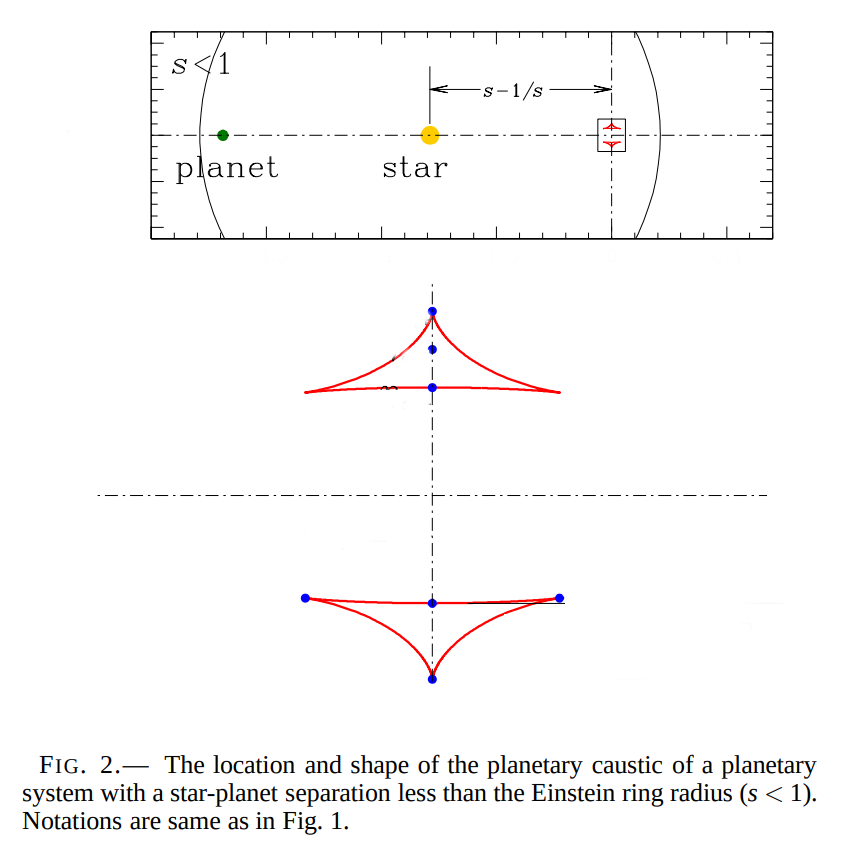 s<1
s−1/s
planet
star
FIG. 2.— The location and shape of the planetary caustic of a planetary
system with a star-planet separation less than the Einstein ring radius (s < 1).
Notations are same as in Fig. 1.